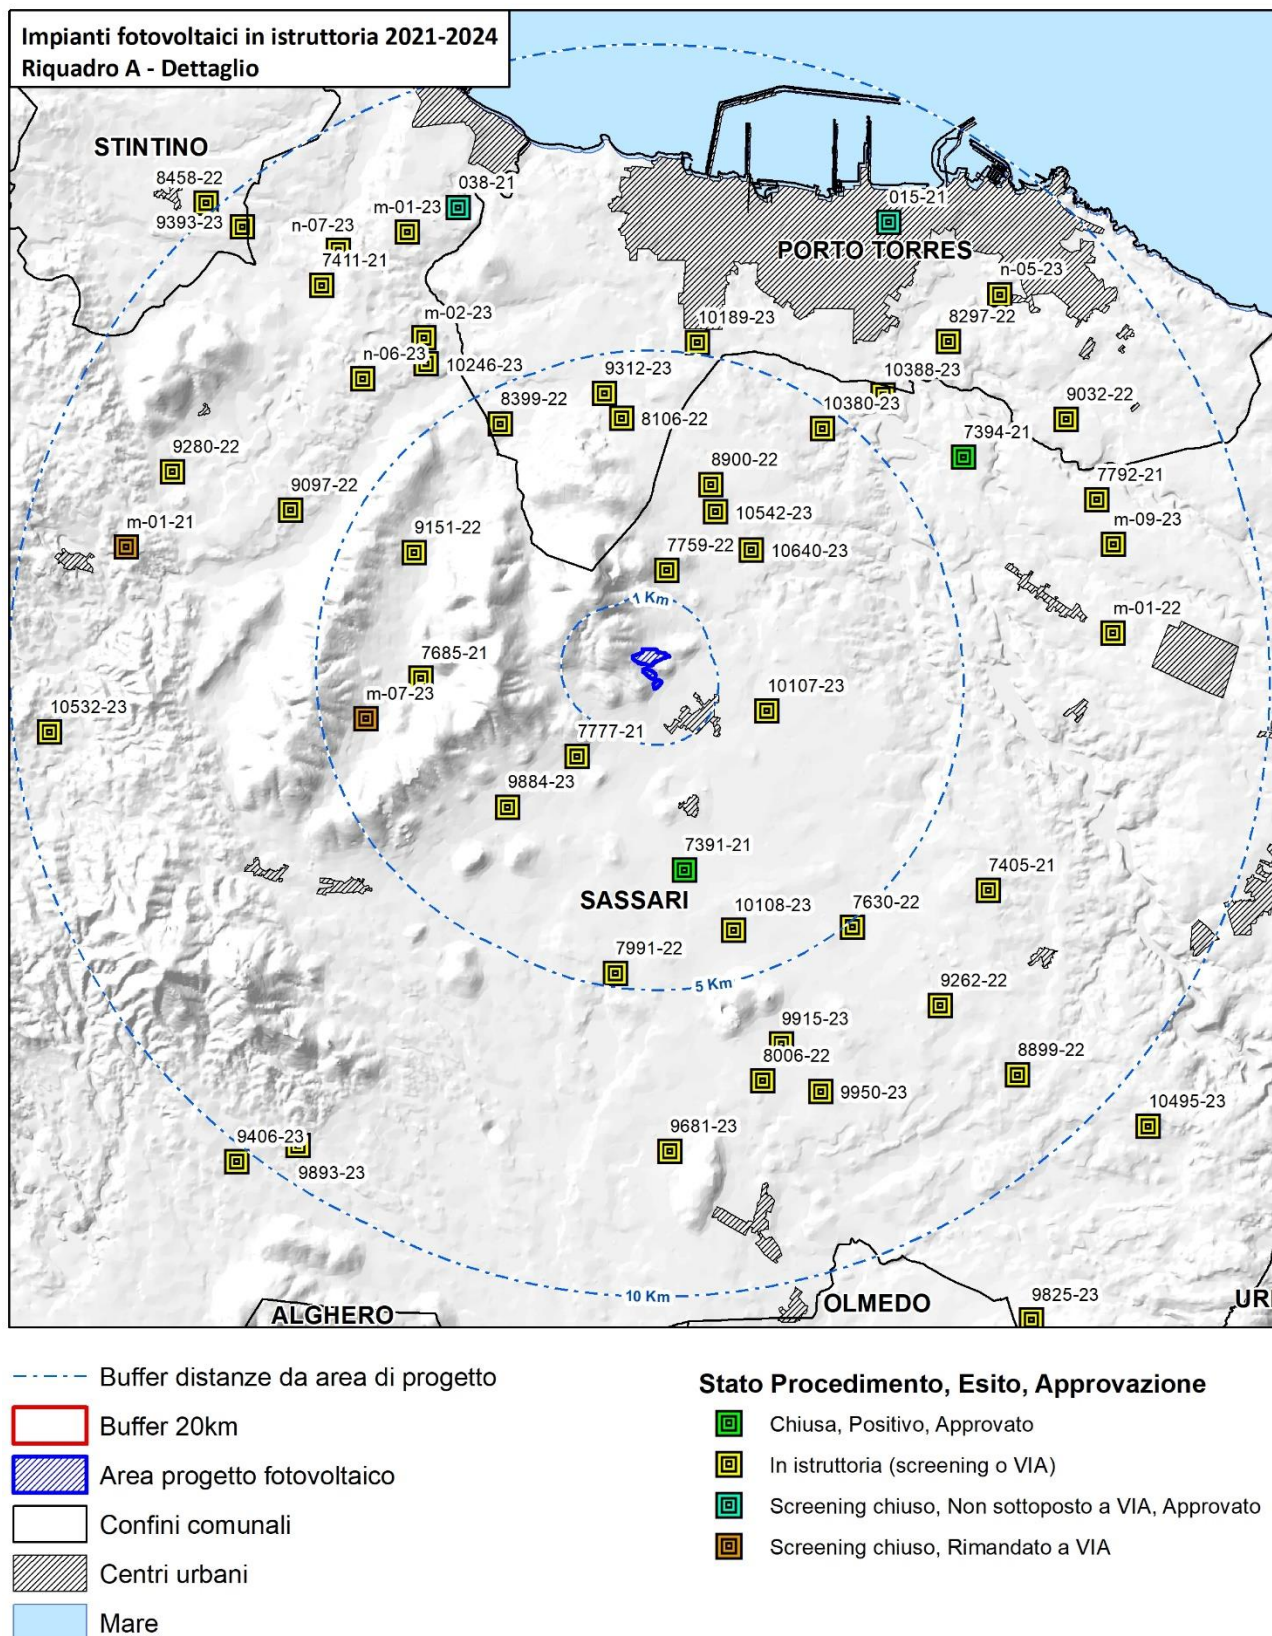 Impianti fotovoltaici in istruttoria 2021-2024
Riquadro A - Dettaglio
STINTINO
8458-22
9393-23
n-07-23
7411-21
m-01-23
038-21
015-21
PORTO TORRES
n-05-23
m-02-23
n-06-23
10246-23
10189-23
8297-22
10388-23
9312-23
8399-22
8106-22
10380-23
9032-22
7394-21
9280-22
9097-22
8900-22
7792-21
m-01-21
9151-22
10542-23
m-09-23
7759-22
10640-23
1 Km
m-01-22
7685-21
m-07-23
10532-23
10107-23
7777-21
9884-23
7391-21
SASSARI
7405-21
10108-23
7630-22
7991-22
5 Km
9262-22
9915-23
8006-22
9950-23
8899-22
10495-23
9406-23
9893-23
9681-23
10 Km
ALGHERO
OLMEDO
9825-23
URI
Buffer distanze da area di progetto
Buffer 20km
Area progetto fotovoltaico
Confini comunali
Centri urbani
Mare
Stato Procedimento, Esito, Approvazione
Chiusa, Positivo, Approvato
In istruttoria (screening o VIA)
Screening chiuso, Non sottoposto a VIA, Approvato
Screening chiuso, Rimandato a VIA